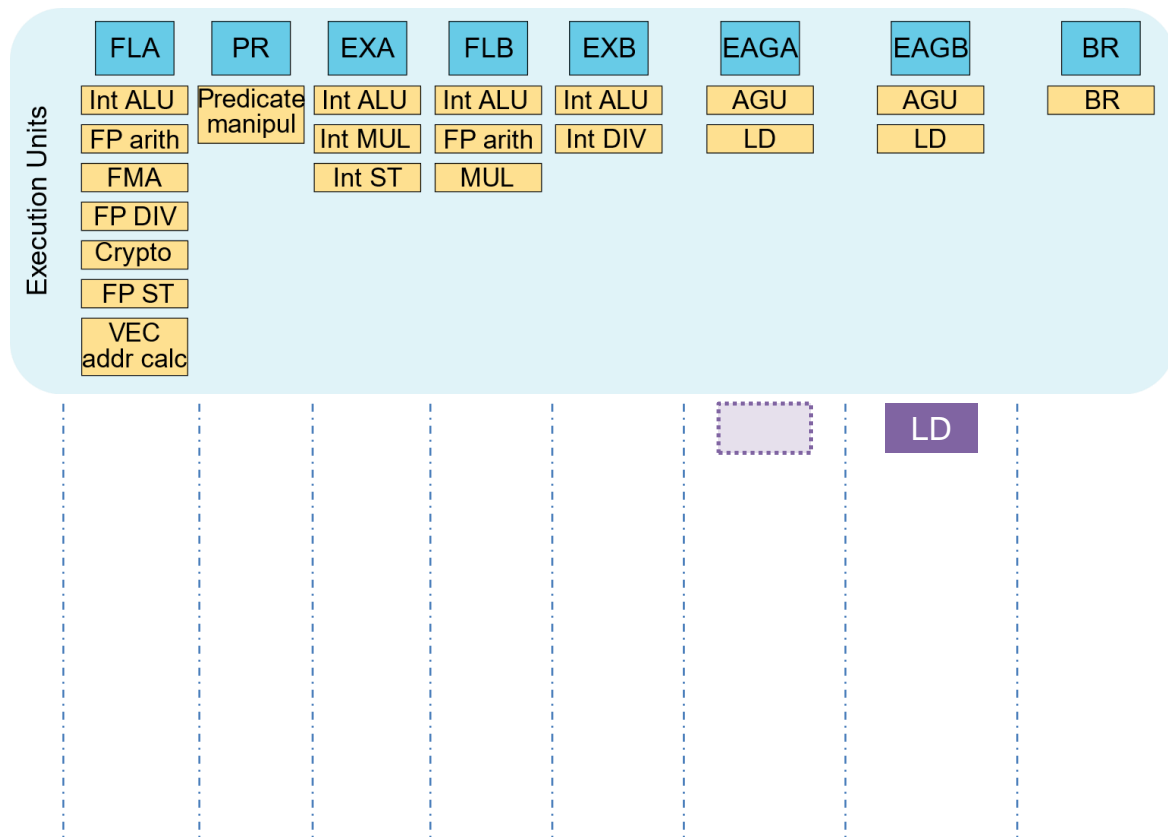 Execution Units
FLA PR EXA FLB EXB EAGA EAGB BR
Int ALU
FP arith
FMA
FP DIV
Crypto
FP ST
VEC
addr calc
Predicate
manipul
Int ALU
Int MUL
Int ST
Int ALU
FP arith
MUL
Int ALU
Int DIV
AGU
LD
AGU
LD
BR
LD